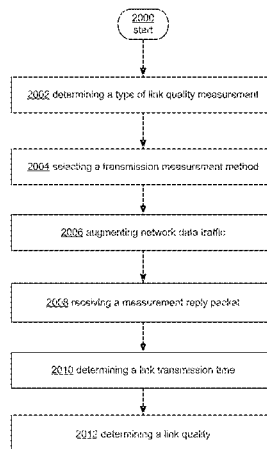 2000
start
2002 determining a type of link quality measurement
2004 selecting a transmission measurement method
2006 augmenting network data traffic
2008 receiving a measurement reply packet
2010 determining a link transmission time
2012 determining a link quality